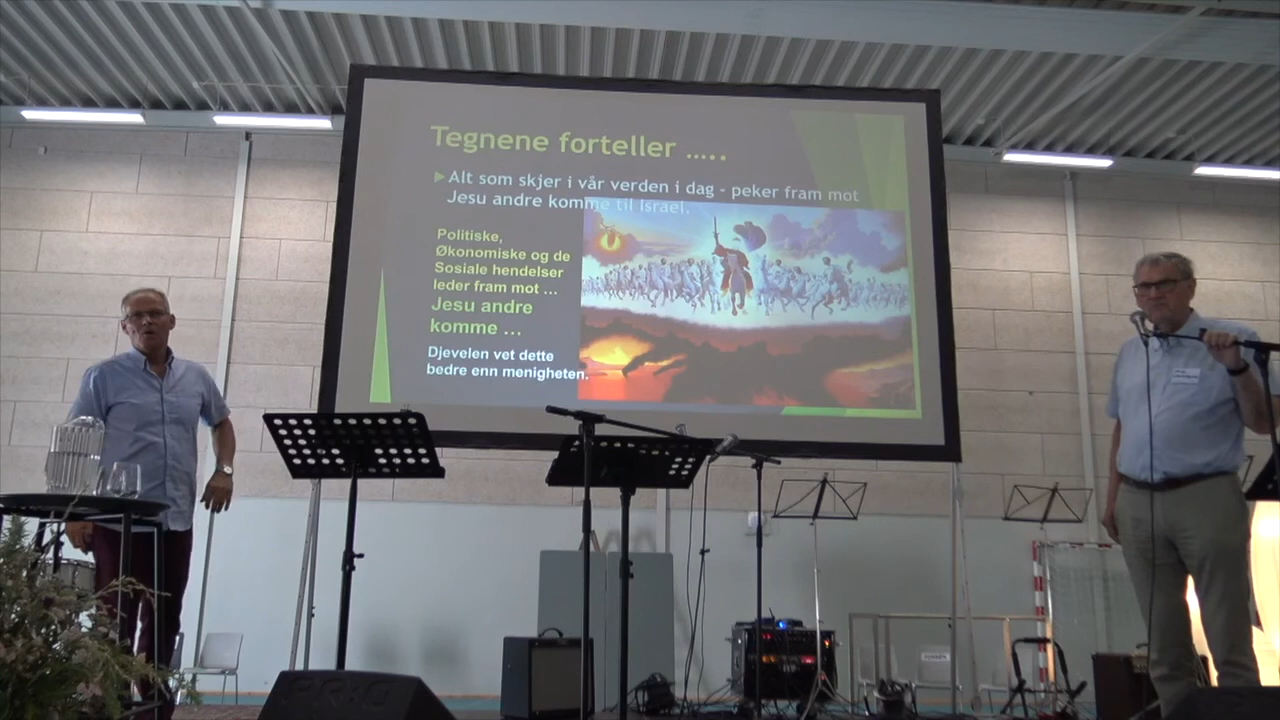 Tegnene forteller .....
Alt som skjer i vår verden i dag - peker fram mot
Jesu andre komme til Israel.
Politiske,
Økonomiske og de
Sosiale hendelser
leder fram mot ...
Jesu andre
komme ...
Djevelen vet dette
bedre enn menigheten.